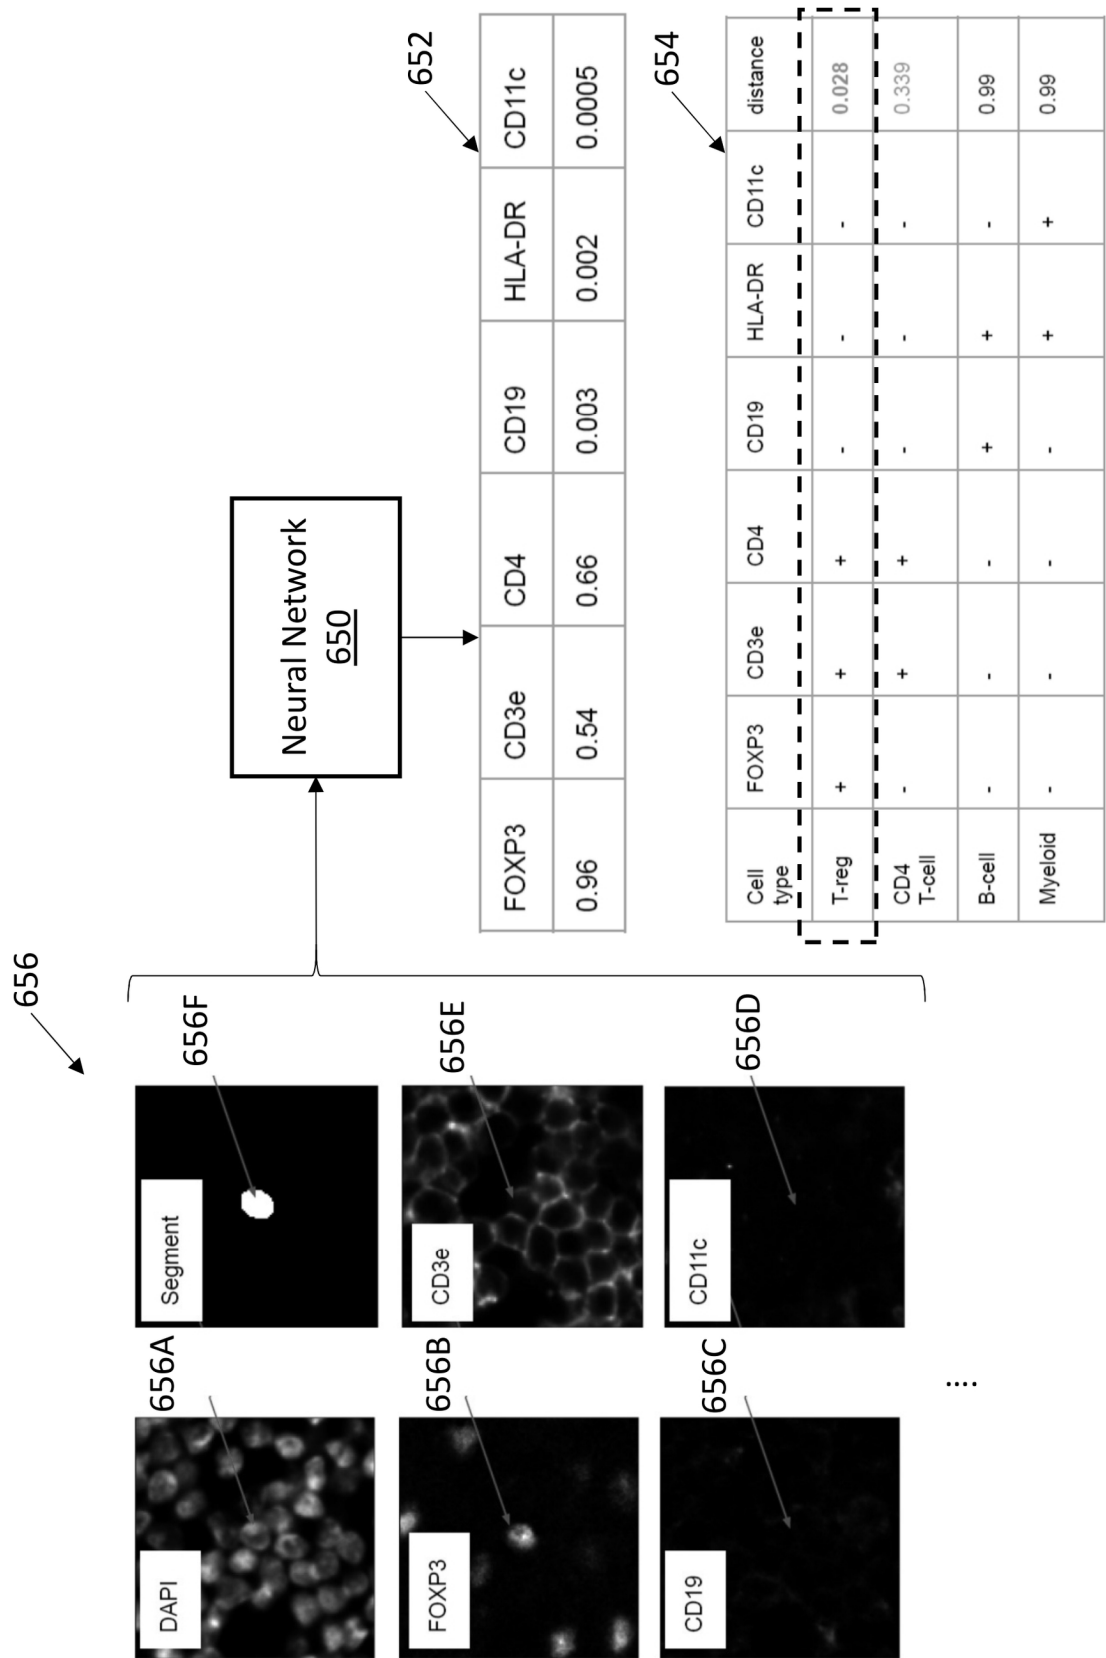 656
DAPI
656A
Segment
656F
FOXP3
656B
CD3e
656E
CD19
656C
CD11c
656D
....
Neural Network
650
652
FOXP3 CD3e CD4 CD19 HLA-DR CD11c
0.96 0.54 0.66 0.003 0.002 0.0005
654
Cell type FOXP3 CD3e CD4 CD19 HLA-DR CD11c distance
T-reg + + + - - - 0.028
CD4 T-cell - + + - - - 0.339
B-cell - - - + + - 0.99
Myeloid - - - - + + 0.99